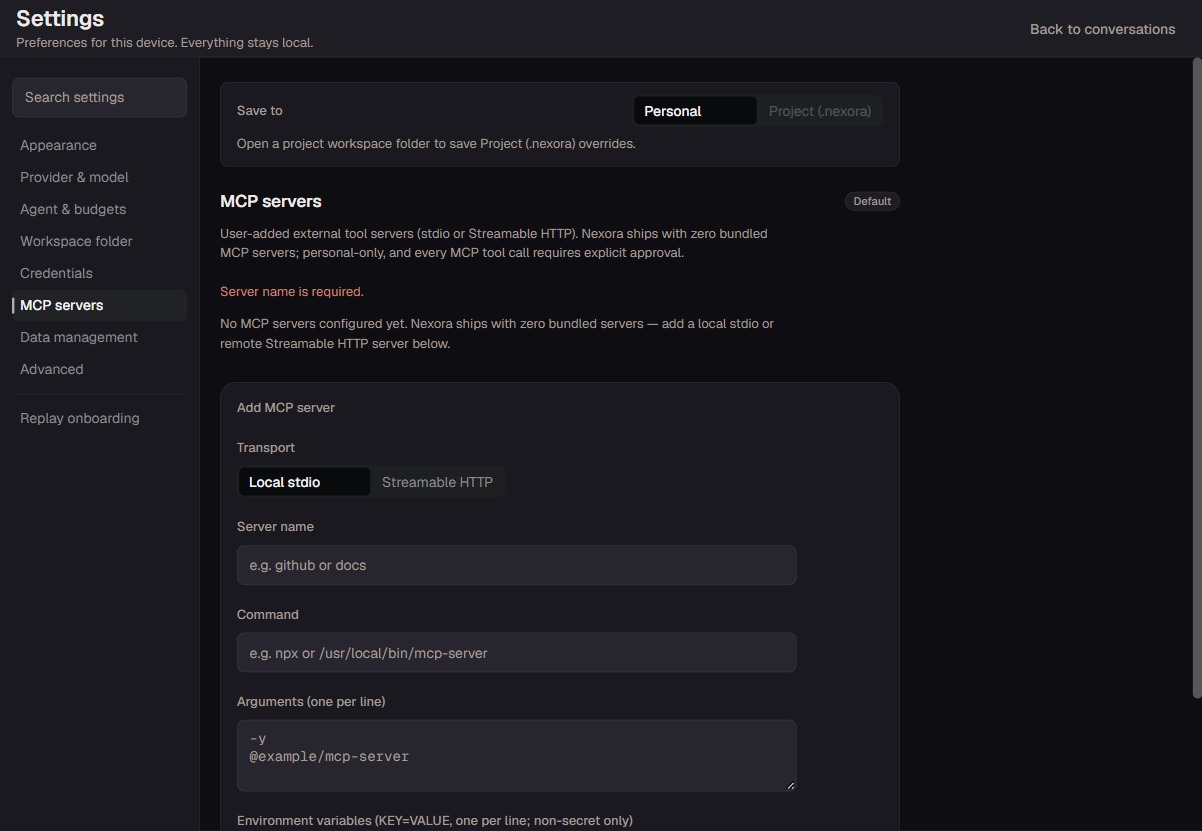 Settings
Preferences for this device. Everything stays local.
Back to conversations
Search settings
Appearance
Provider & model
Agent & budgets
Workspace folder
Credentials
MCP servers
Data management
Advanced
Replay onboarding
Save to
Personal
Project (.nexora)
Open a project workspace folder to save Project (.nexora) overrides.
MCP servers
Default
User-added external tool servers (stdio or Streamable HTTP). Nexora ships with zero bundled
MCP servers; personal-only, and every MCP tool call requires explicit approval.
Server name is required.
No MCP servers configured yet. Nexora ships with zero bundled servers — add a local stdio or
remote Streamable HTTP server below.
Add MCP server
Transport
Local stdio
Streamable HTTP
Server name
e.g. github or docs
Command
e.g. npx or /usr/local/bin/mcp-server
Arguments (one per line)
-y
@example/mcp-server
Environment variables (KEY=VALUE, one per line; non-secret only)